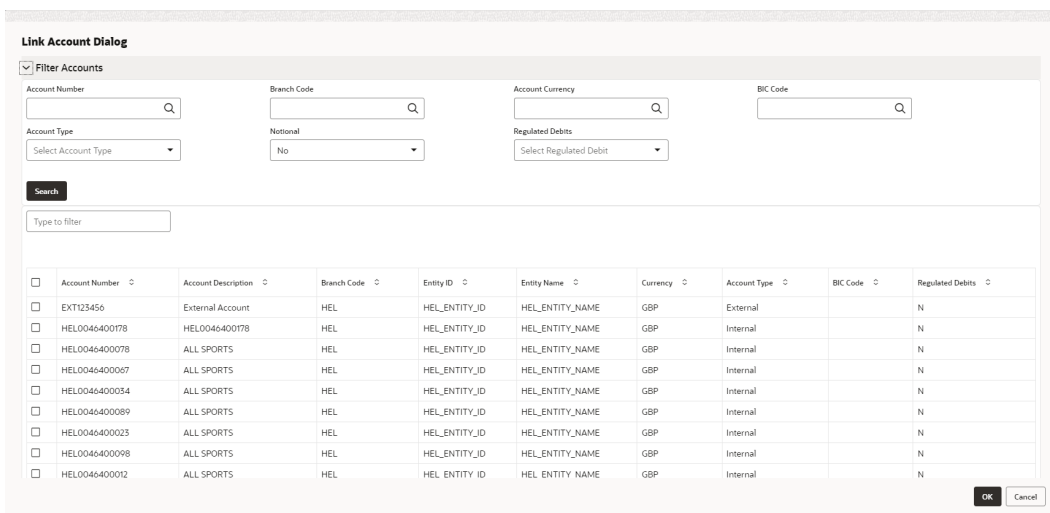 Link Account Dialog
Filter Accounts
Account Number Branch Code Account Currency BIC Code
Account Type Notional Regulated Debits
Select Account Type No Select Regulated Debit
Search
Type to filter
Account Number Account Description Branch Code Entity ID Entity Name Currency Account Type BIC Code Regulated Debits
EXT123456 External Account HEL HEL_ENTITY_ID HEL_ENTITY_NAME GBP External N
HEL0046400178 HEL0046400178 HEL HEL_ENTITY_ID HEL_ENTITY_NAME GBP Internal N
HEL0046400078 ALL SPORTS HEL HEL_ENTITY_ID HEL_ENTITY_NAME GBP Internal N
HEL0046400067 ALL SPORTS HEL HEL_ENTITY_ID HEL_ENTITY_NAME GBP Internal N
HEL0046400034 ALL SPORTS HEL HEL_ENTITY_ID HEL_ENTITY_NAME GBP Internal N
HEL0046400089 ALL SPORTS HEL HEL_ENTITY_ID HEL_ENTITY_NAME GBP Internal N
HEL0046400023 ALL SPORTS HEL HEL_ENTITY_ID HEL_ENTITY_NAME GBP Internal N
HEL0046400098 ALL SPORTS HEL HEL_ENTITY_ID HEL_ENTITY_NAME GBP Internal N
HEL0046400012 ALL SPORTS HEL HEL_ENTITY_ID HEL_ENTITY_NAME GBP Internal N
OK Cancel